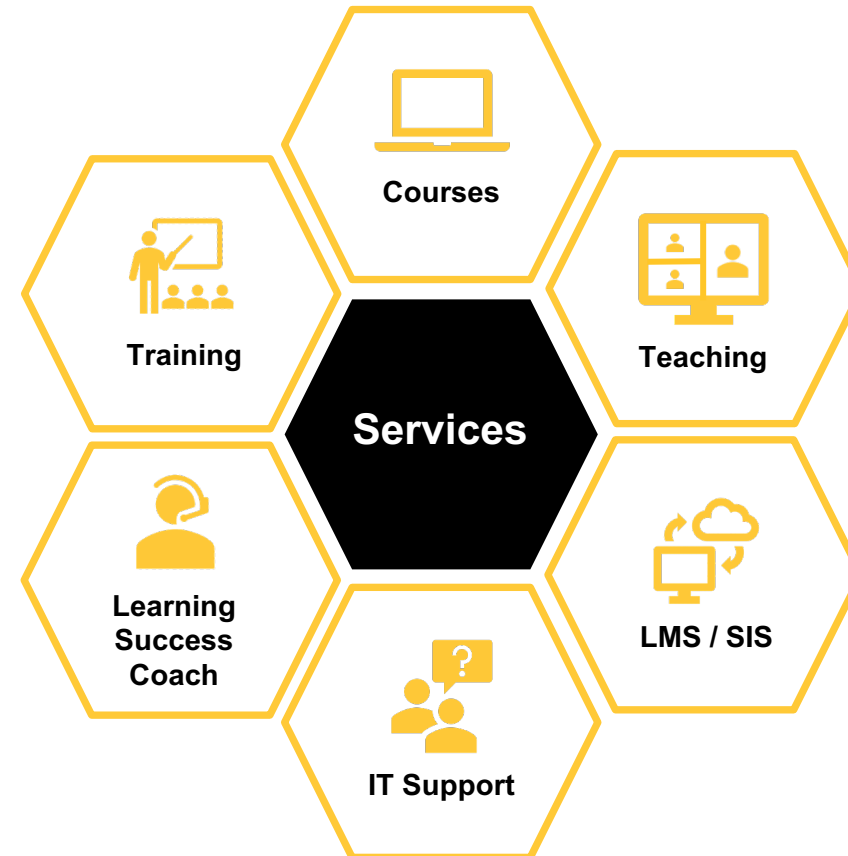 Courses
Training
Teaching
Services
Learning
Success
Coach
LMS / SIS
IT Support
?